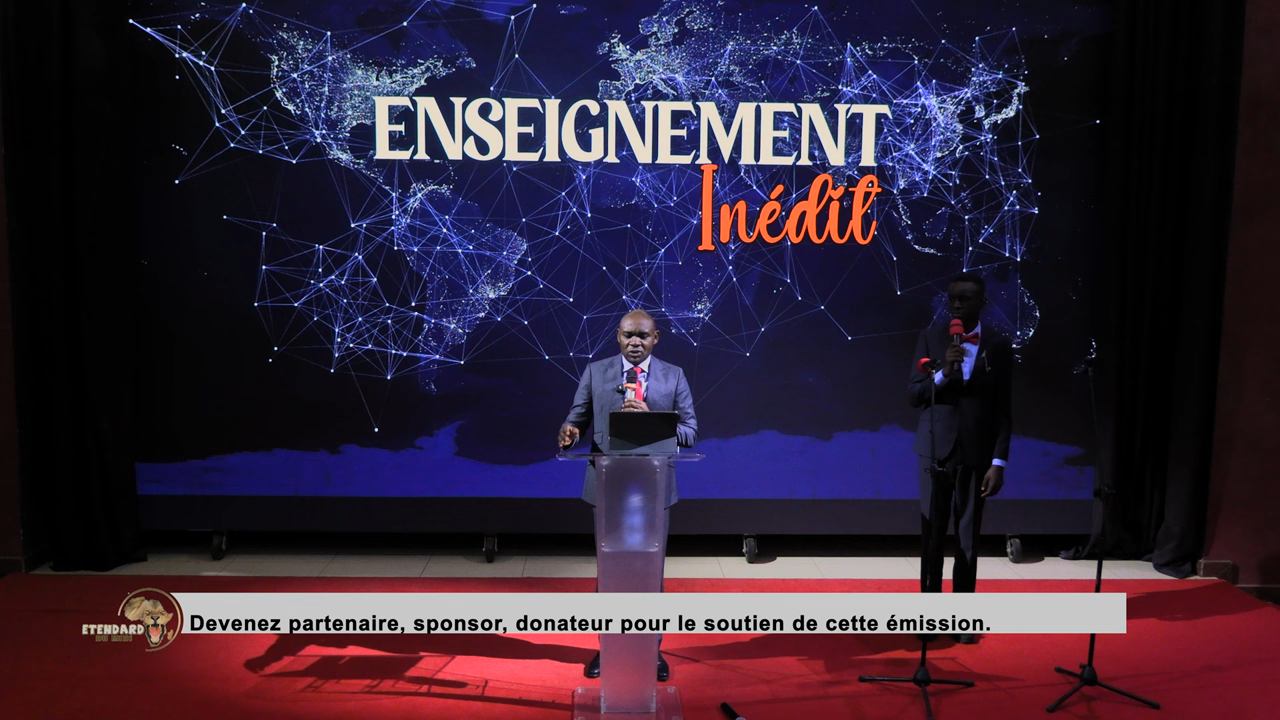 ENSEIGNEMENT
Inédit
ETENDARD
Devenez partenaire, sponsor, donateur pour le soutien de cette émission.